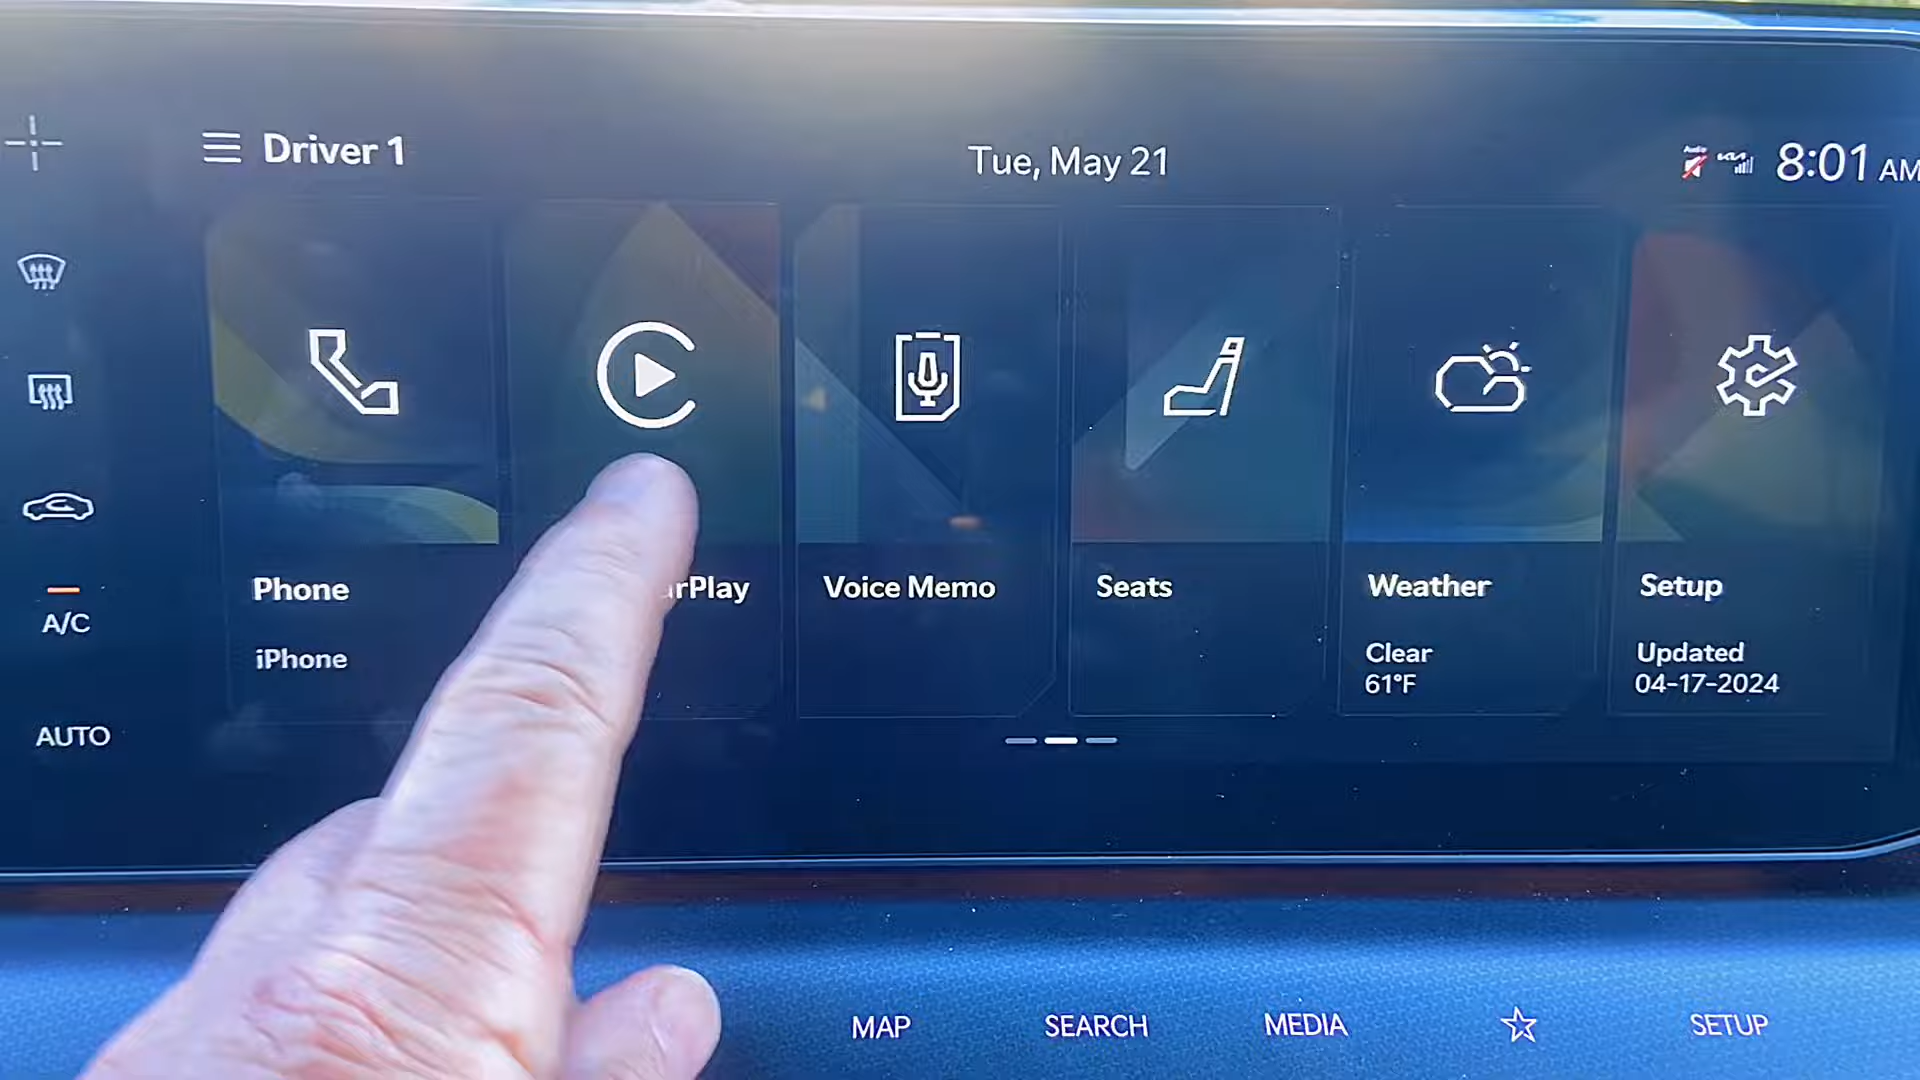 Driver 1
Tue, May 21
8:01 AM
Phone
iPhone
rPlay
Voice Memo
Seats
Weather
Clear
61°F
Setup
Updated
04-17-2024
A/C
AUTO
MAP
SEARCH
MEDIA
SETUP